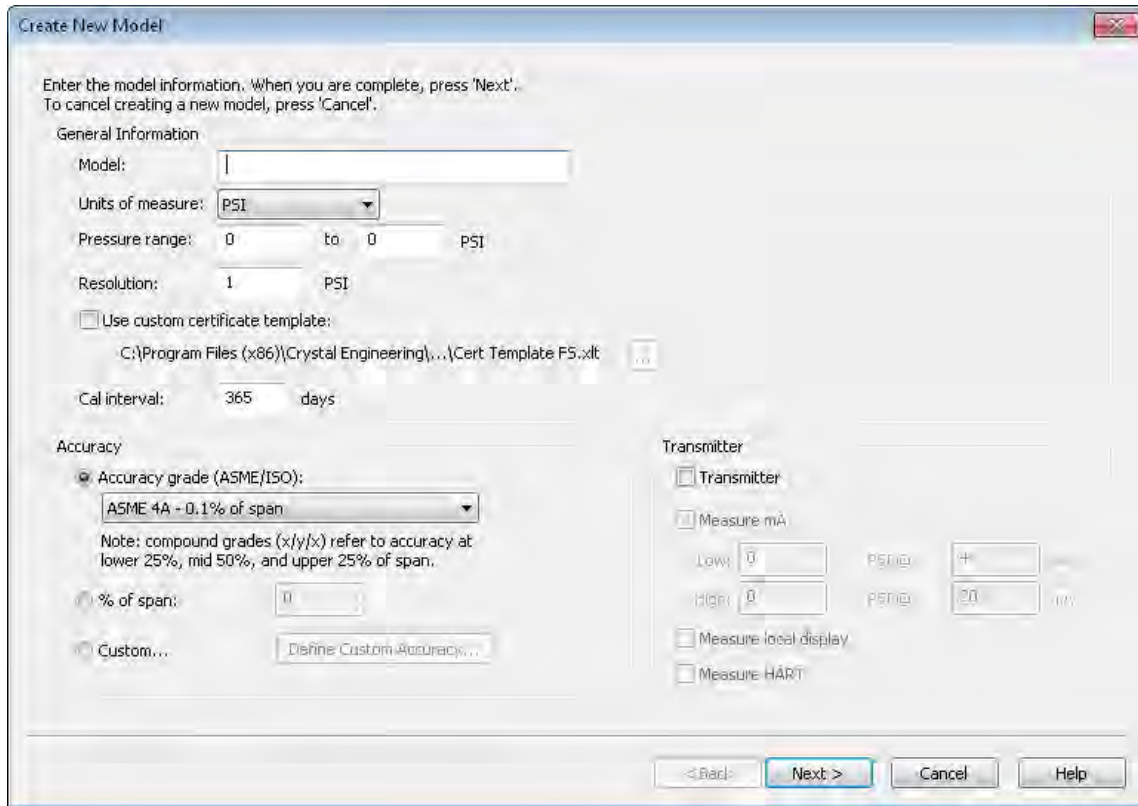 Create New Model
Enter the model information. When you are complete, press 'Next'.
To cancel creating a new model, press 'Cancel'.
General Information
Model:
Units of measure: PSI
Pressure range: 0 to 0 PSI
Resolution: 1 PSI
Use custom certificate template:
C:\Program Files (x86)\Crystal Engineering\...\Cert Template FS.xlt ...
Cal interval: 365 days
Accuracy
Accuracy grade (ASME/ISO):
ASME 4A - 0.1% of span
Note: compound grades (x/y/x) refer to accuracy at
lower 25%, mid 50%, and upper 25% of span.
% of span: 0
Custom... Define Custom Accuracy...
Transmitter
Transmitter
Measure mA
Low: 0 PSI@ 4
High: 0 PSI@ 20
Measure local display
Measure HART
< Back Next > Cancel Help